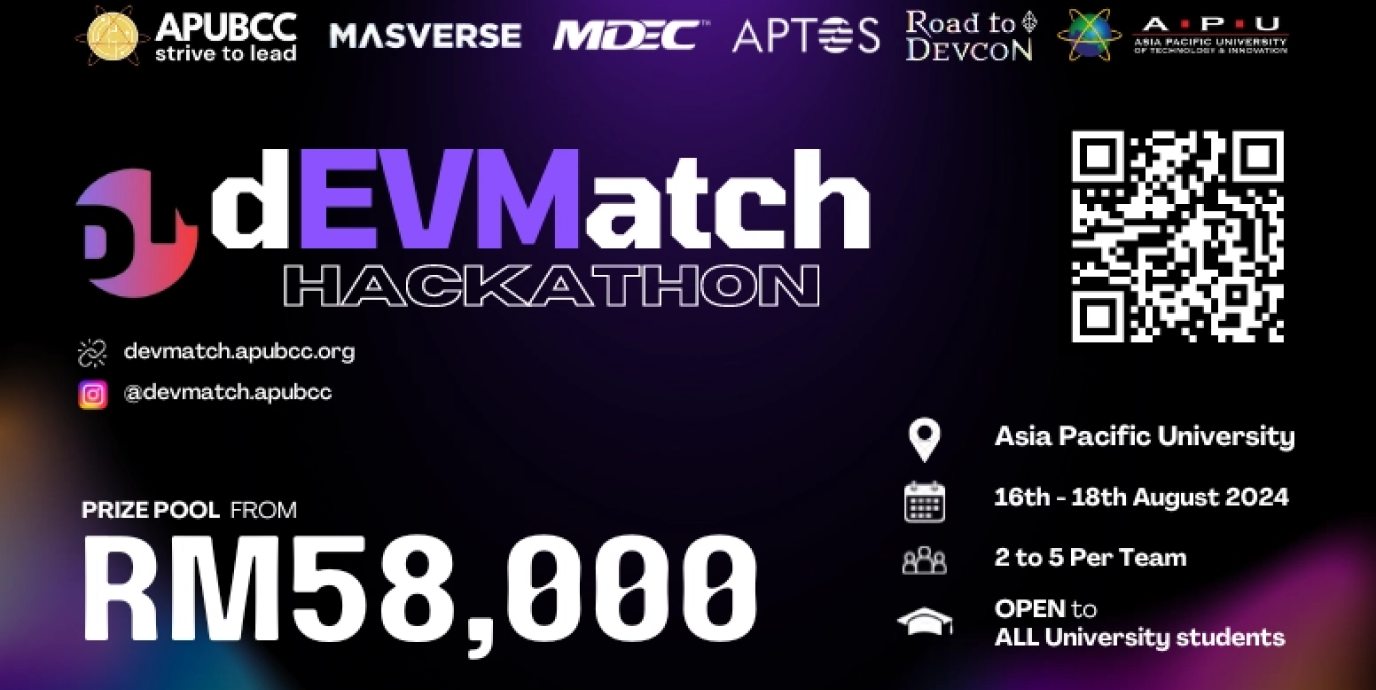 APUBCC
strive to lead
MASVERSE
MDEC™
APTOS
Road to
DEVCON
A·P·U
ASIA PACIFIC UNIVERSITY
OF TECHNOLOGY & INNOVATION
DM
dEVMatch
HACKATHON
devmatch.apubcc.org
@devmatch.apubcc
PRIZE POOL FROM
RM58,000
Asia Pacific University
16th - 18th August 2024
2 to 5 Per Team
OPEN to
ALL University students